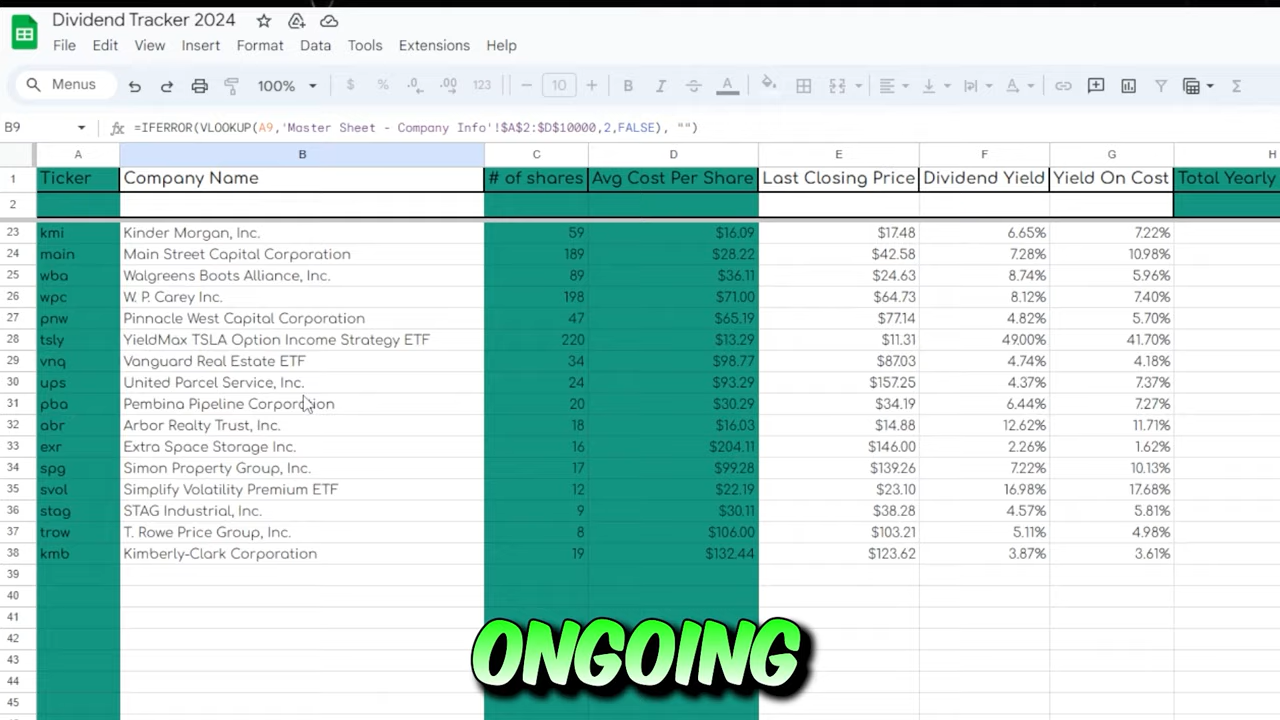 Dividend Tracker 2024
File Edit View Insert Format Data Tools Extensions Help
Menus 100% $ % .0 .00 123 10 B I S A Σ
B9 fx =IFERROR(VLOOKUP(A9,'Master Sheet - Company Info'!$A$2:$D$10000,2,FALSE), "")
A B C D E F G H
1 Ticker Company Name # of shares Avg Cost Per Share Last Closing Price Dividend Yield Yield On Cost Total Yearly
2
23 kmi Kinder Morgan, Inc. 59 $16.09 $17.48 6.65% 7.22%
24 main Main Street Capital Corporation 189 $28.22 $42.58 7.28% 10.98%
25 wba Walgreens Boots Alliance, Inc. 89 $36.11 $24.63 8.74% 5.96%
26 wpc W. P. Carey Inc. 198 $71.00 $64.73 8.12% 7.40%
27 pnw Pinnacle West Capital Corporation 47 $65.19 $77.14 4.82% 5.70%
28 tsly YieldMax TSLA Option Income Strategy ETF 220 $13.29 $11.31 49.00% 41.70%
29 vnq Vanguard Real Estate ETF 34 $98.77 $87.03 4.74% 4.18%
30 ups United Parcel Service, Inc. 24 $93.29 $157.25 4.37% 7.37%
31 pba Pembina Pipeline Corporation 20 $30.29 $34.19 6.44% 7.27%
32 abr Arbor Realty Trust, Inc. 18 $16.03 $14.88 12.62% 11.71%
33 exr Extra Space Storage Inc. 16 $204.11 $146.00 2.26% 1.62%
34 spg Simon Property Group, Inc. 17 $99.28 $139.26 7.22% 10.13%
35 svol Simplify Volatility Premium ETF 12 $22.19 $23.10 16.98% 17.68%
36 stag STAG Industrial, Inc. 9 $30.11 $38.28 4.57% 5.81%
37 trow T. Rowe Price Group, Inc. 8 $106.00 $103.21 5.11% 4.98%
38 kmb Kimberly-Clark Corporation 19 $132.44 $123.62 3.87% 3.61%
39
40
41
42
43
44
45
ONGOING